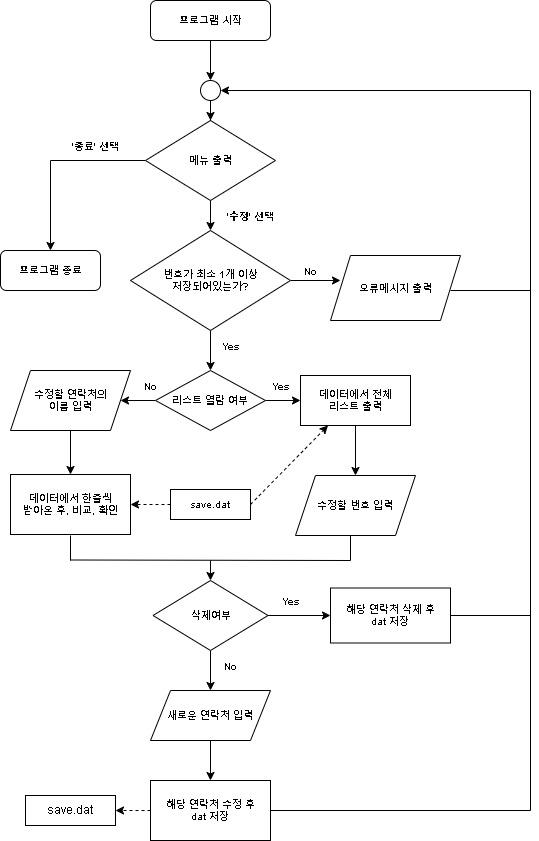 프로그램 시작
'종료' 선택
메뉴 출력
'수정' 선택
프로그램 종료
번호가 최소 1개 이상
저장되어있는가?
No
오류메시지 출력
Yes
수정할 연락처의
이름 입력
No
리스트 열람 여부
Yes
데이터에서 전체
리스트 출력
데이터에서 한줄씩
받아온 후, 비교, 확인
save.dat
수정할 번호 입력
삭제여부
Yes
해당 연락처 삭제 후
dat 저장
No
새로운 연락처 입력
save.dat
해당 연락처 수정 후
dat 저장